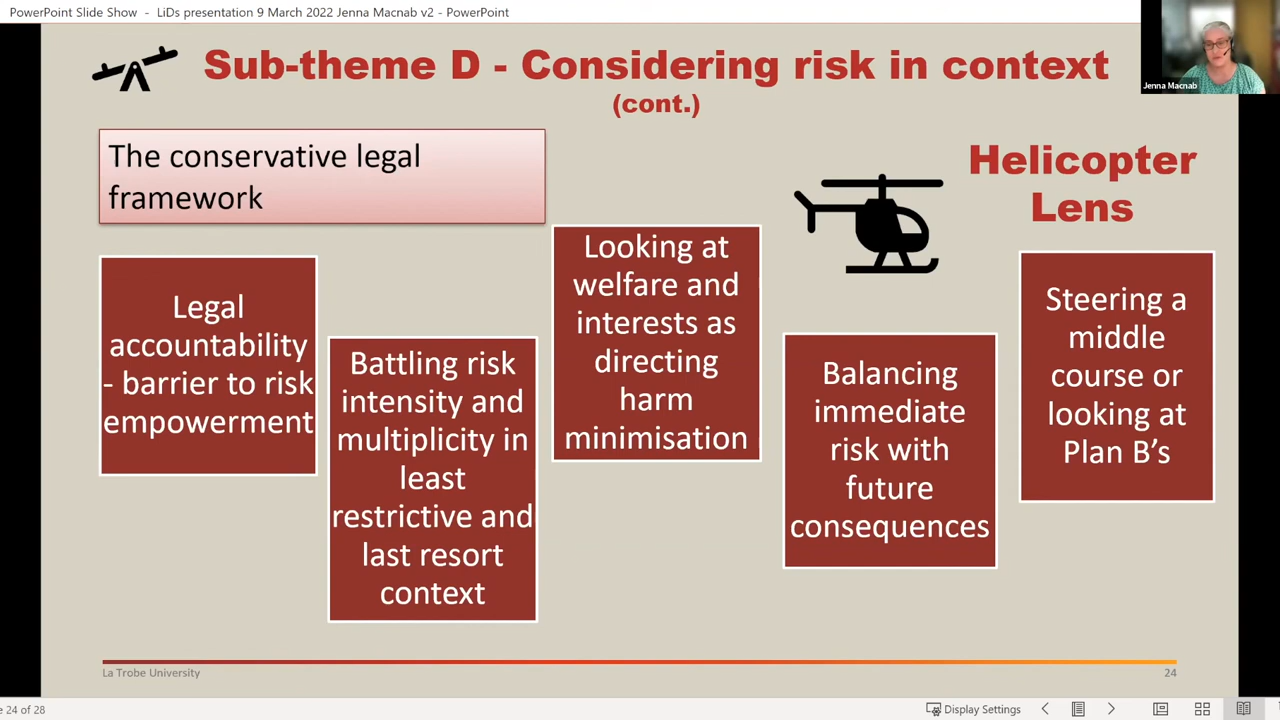 PowerPoint Slide Show - LiDs presentation 9 March 2022 Jenna Macnab v2 - PowerPoint
Jenna Macnab
Sub-theme D - Considering risk in context
(cont.)
The conservative legal
framework
Helicopter
Lens
Legal
accountability
- barrier to risk
empowerment
Battling risk
intensity and
multiplicity in
least
restrictive and
last resort
context
Looking at
welfare and
interests as
directing
harm
minimisation
Balancing
immediate
risk with
future
consequences
Steering a
middle
course or
looking at
Plan B’s
La Trobe University
24
24 of 28
Display Settings